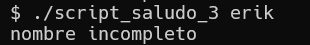 $ ./script_saludo_3 erik
nombre incompleto